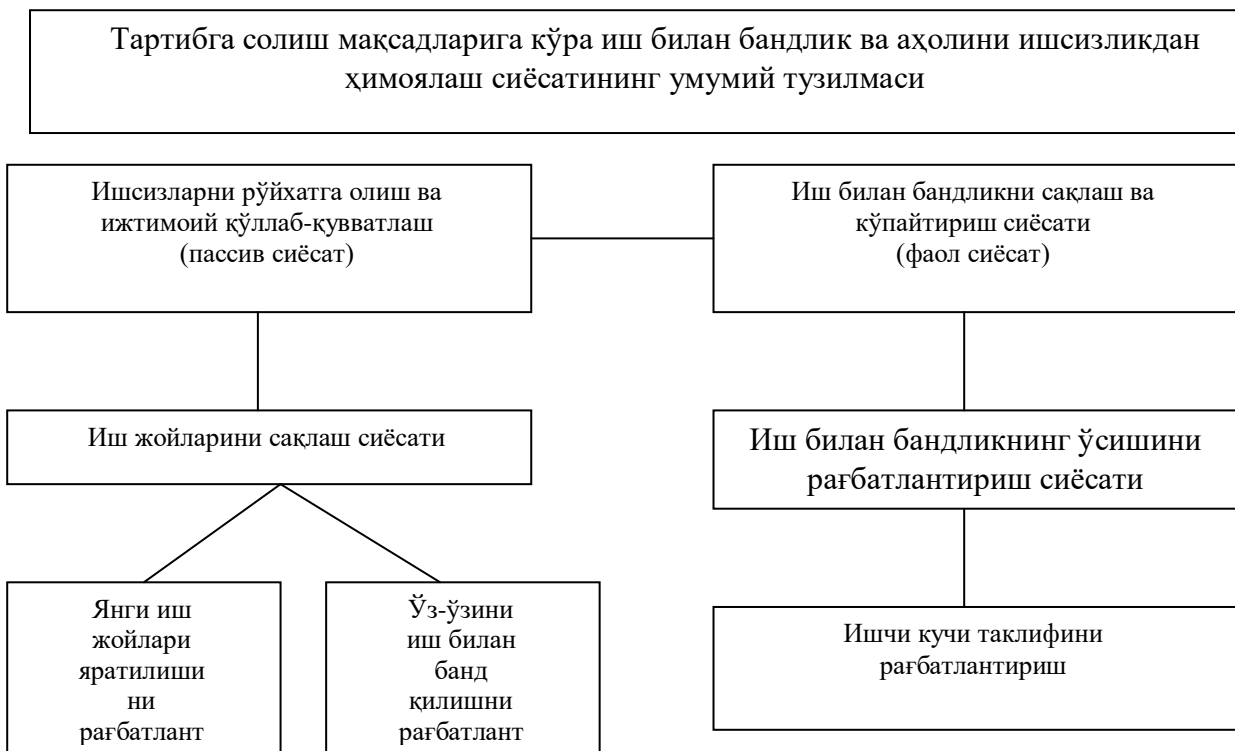 Тартибга солиш мақсадларига кўра иш билан бандлик ва аҳолини ишсизликдан
ҳимоялаш сиёсатининг умумий тузилмаси
Ишсизларни рўйхатга олиш ва
ижтимоий қўллаб-қувватлаш
(пассив сиёсат)
Иш билан бандликни сақлаш ва
кўпайтириш сиёсати
(фаол сиёсат)
Иш жойларини сақлаш сиёсати
Иш билан бандликнинг ўсишини
рағбатлантириш сиёсати
Янги иш
жойлари
яратилиши
ни
рағбатлант
Ўз-ўзини
иш билан
банд
қилишни
рағбатлант
Ишчи кучи таклифини
рағбатлантириш